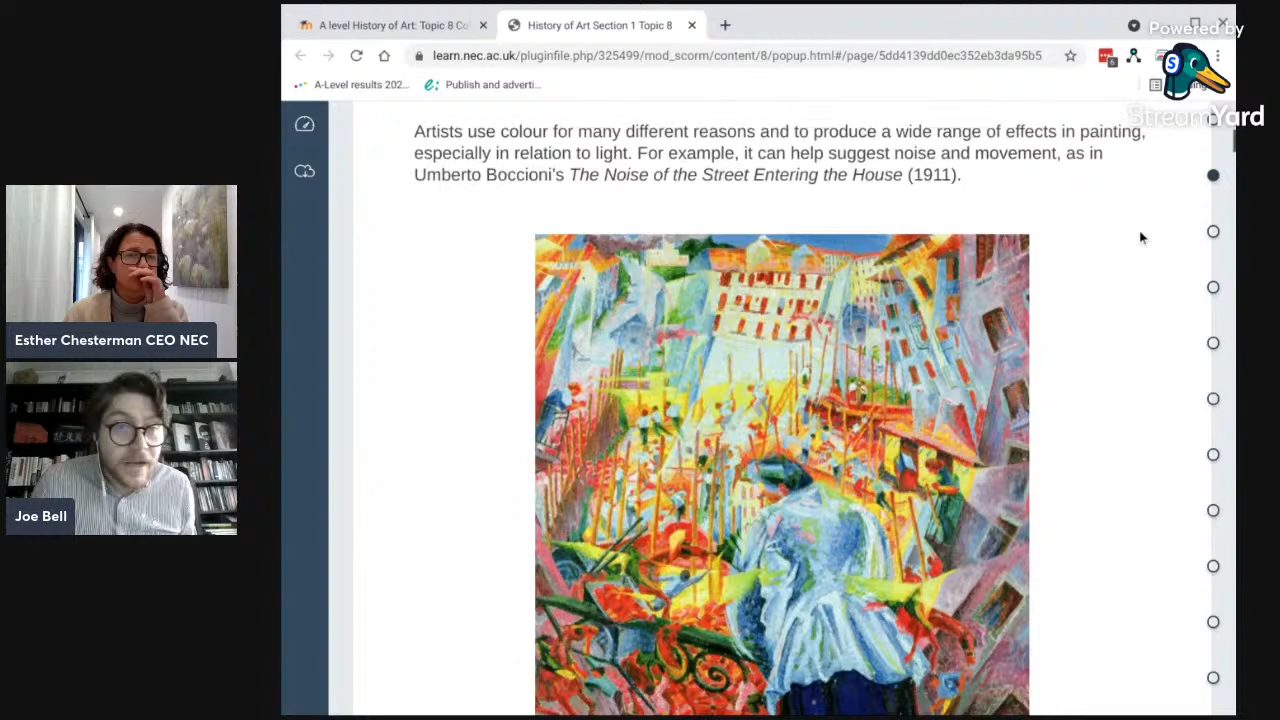 A level History of Art: Topic 8 Co
History of Art Section 1 Topic 8
Powered by
learn.nec.ac.uk/pluginfile.php/325499/mod_scorm/content/8/popup.html#/page/5dd4139dd0ec352eb3da95b5
6
A-Level results 202...
Publish and adverti...
S
StreamYard
Artists use colour for many different reasons and to produce a wide range of effects in painting,
especially in relation to light. For example, it can help suggest noise and movement, as in
Umberto Boccioni's The Noise of the Street Entering the House (1911).
Esther Chesterman CEO NEC
Joe Bell